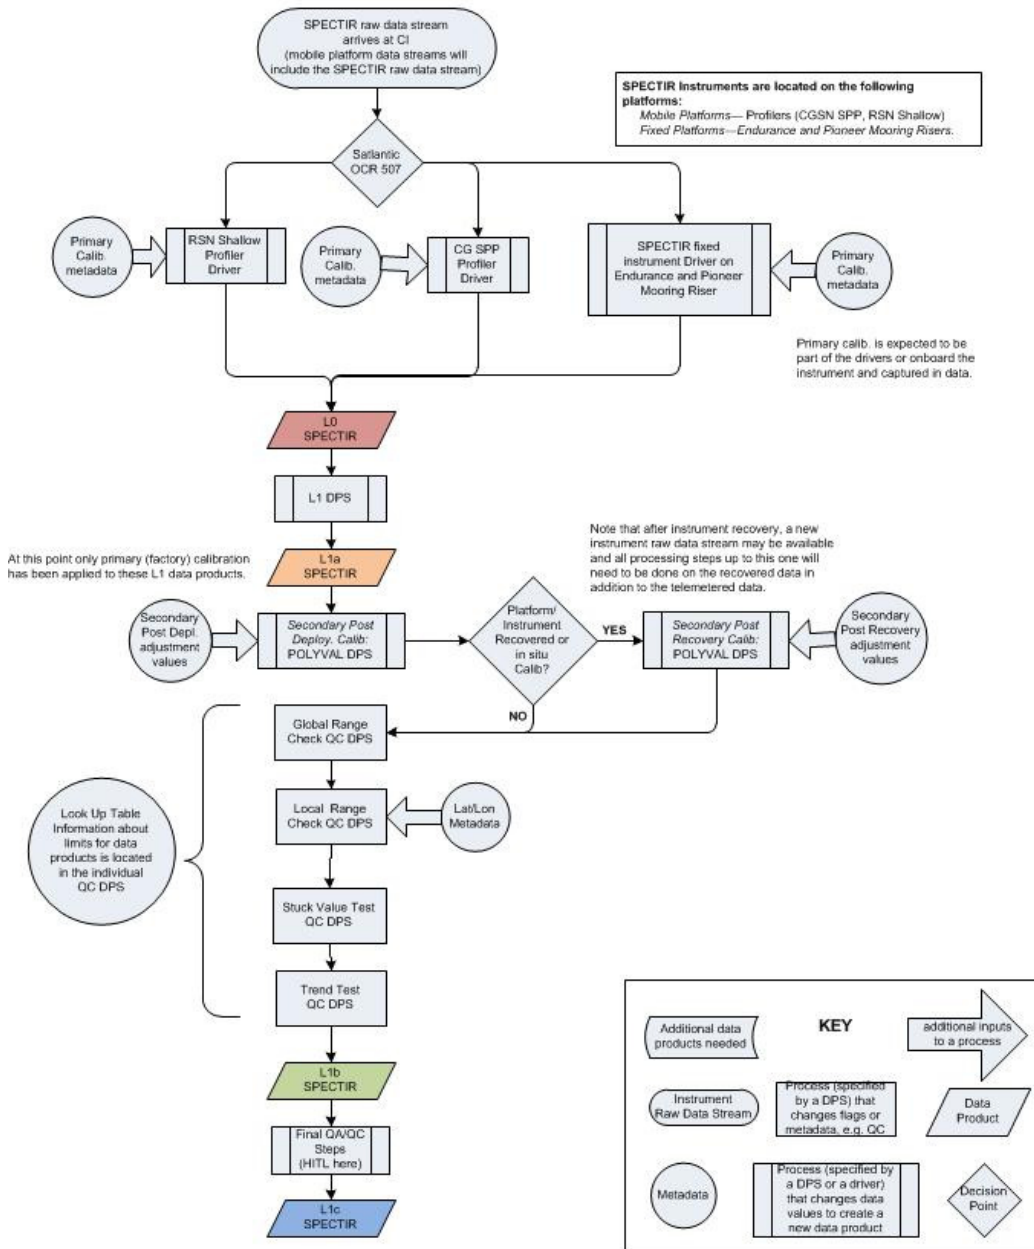 SPECTIR raw data stream
arrives at CI
(mobile platform data streams will
include the SPECTIR raw data stream)
SPECTIR Instruments are located on the following
platforms:
Mobile Platforms— Profilers (CGSN SPP, RSN Shallow)
Fixed Platforms—Endurance and Pioneer Mooring Risers.
Satlantic
OCR 507
Primary
Calib.
metadata
RSN Shallow
Profiler
Driver
Primary
Calib.
metadata
CG SPP
Profiler
Driver
SPECTIR fixed
instrument Driver on
Endurance and Pioneer
Mooring Riser
Primary
Calib.
metadata
Primary calib. is expected to be
part of the drivers or onboard the
instrument and captured in data.
L0
SPECTIR
L1 DPS
At this point only primary (factory) calibration
has been applied to these L1 data products.
L1a
SPECTIR
Note that after instrument recovery, a new
instrument raw data stream may be available
and all processing steps up to this one will
need to be done on the recovered data in
addition to the telemetered data.
Secondary
Post Depl.
adjustment
values
Secondary Post
Deploy. Calib:
POLYVAL DPS
Platform/
Instrument
Recovered or
in situ
Calib?
YES
Secondary Post
Recovery Calib:
POLYVAL DPS
Secondary
Post Recovery
adjustment
values
NO
Global Range
Check QC DPS
Look Up Table
Information about
limits for data
products is located
in the individual
QC DPS
Local Range
Check QC DPS
Lat/Lon
Metadata
Stuck Value Test
QC DPS
Trend Test
QC DPS
L1b
SPECTIR
Final QA/QC
Steps
(HITL here)
L1c
SPECTIR
KEY
Additional data
products needed
additional inputs
to a process
Instrument
Raw Data Stream
Process (specified
by a DPS) that
changes flags or
metadata, e.g. QC
Data
Product
Metadata
Process (specified by
a DPS or a driver)
that changes data
values to create a
new data product
Decision
Point